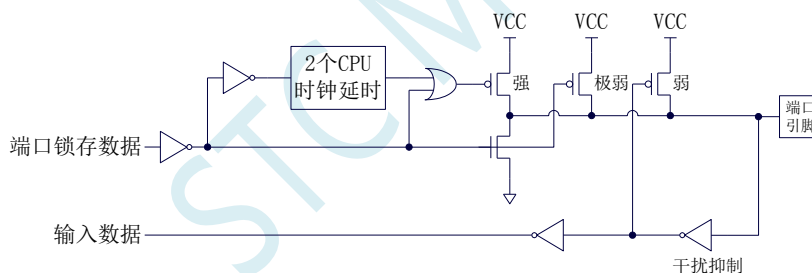 VCC
VCC
VCC
2个CPU
时钟延时
强
极弱
弱
端口
引脚
端口锁存数据
输入数据
干扰抑制
STCM